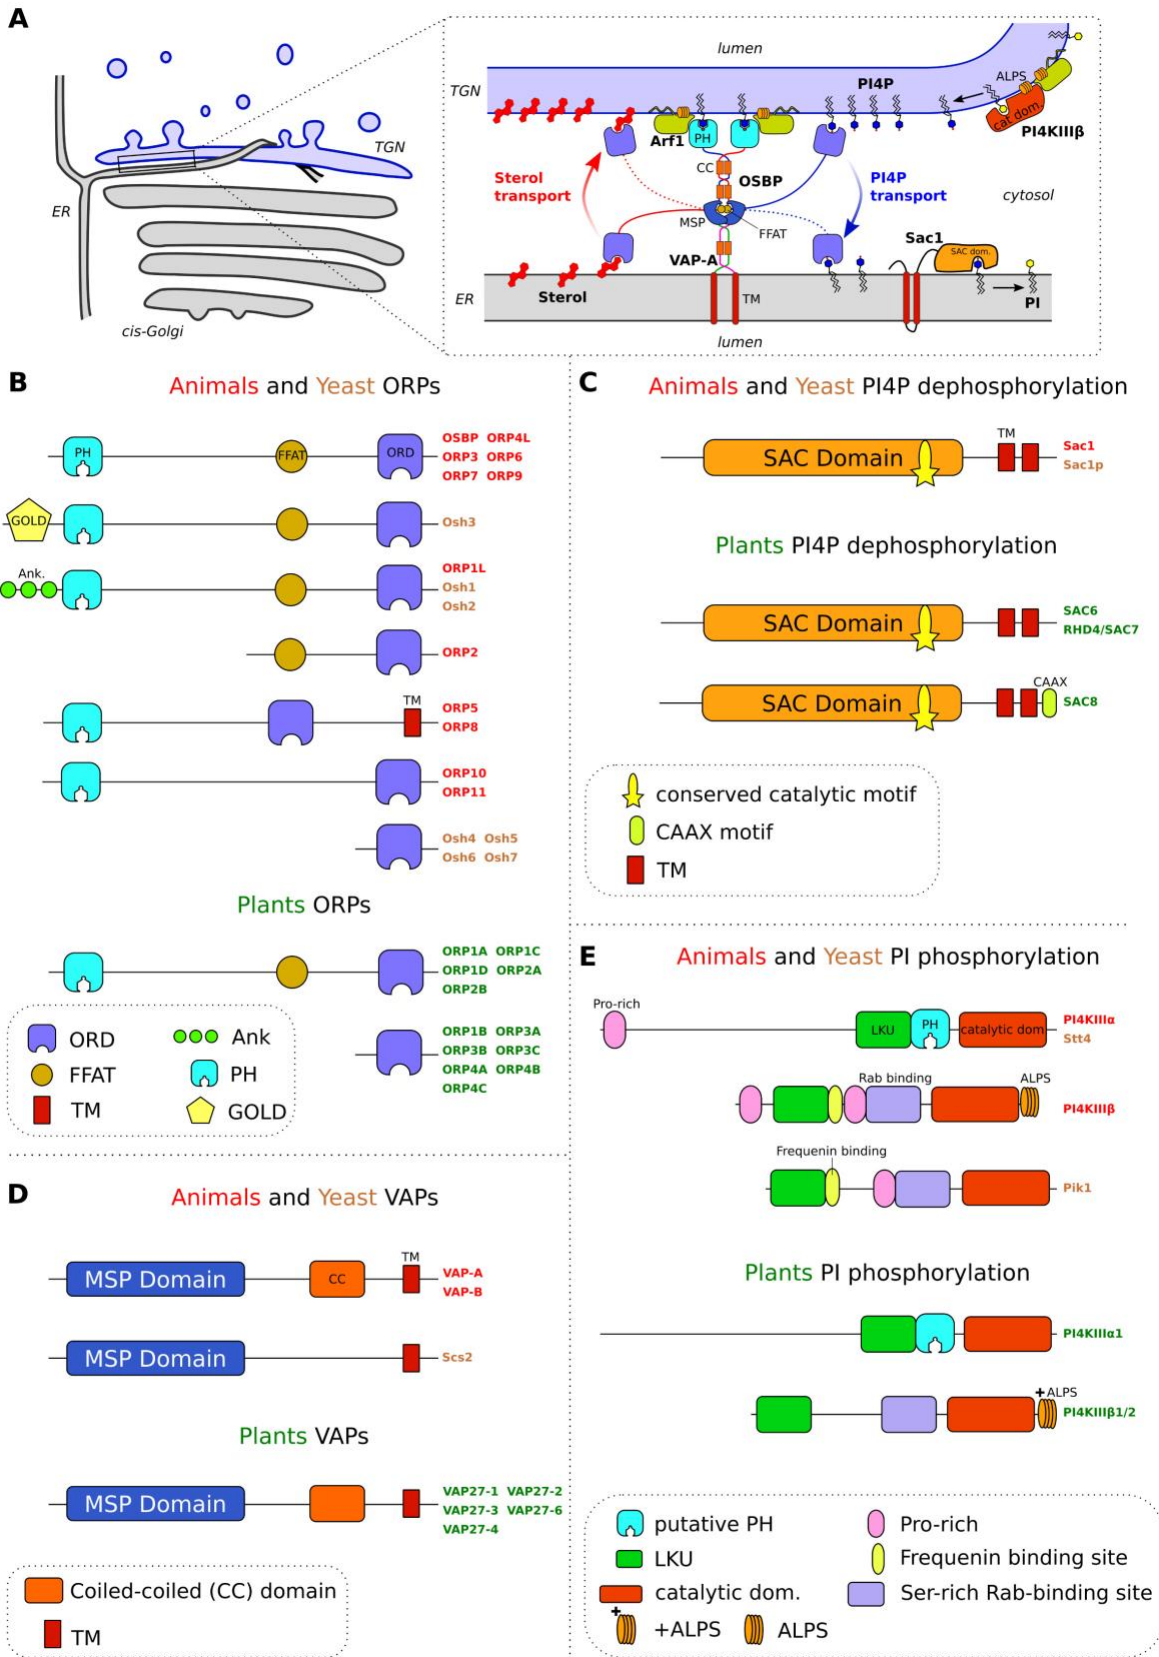 A
TGN
ER
cis-Golgi
lumen
TGN
PI4P
ALPS
cat dom.
PI4KIIIβ
Arf1
PH
CC
OSBP
Sterol
transport
PI4P
transport
cytosol
MSP
FFAT
VAP-A
Sac1
SAC dom.
Sterol
ER
TM
PI
lumen
B
Animals and Yeast ORPs
PH
FFAT
ORD
OSBP ORP4L
ORP3 ORP6
ORP7 ORP9
GOLD
Osh3
Ank.
ORP1L
Osh1
Osh2
ORP2
TM
ORP5
ORP8
ORP10
ORP11
Osh4 Osh5
Osh6 Osh7
Plants ORPs
ORP1A ORP1C
ORP1D ORP2A
ORP2B
ORP1B ORP3A
ORP3B ORP3C
ORP4A ORP4B
ORP4C
ORD
Ank
FFAT
PH
TM
GOLD
C
Animals and Yeast PI4P dephosphorylation
TM
SAC Domain
Sac1
Sac1p
Plants PI4P dephosphorylation
SAC Domain
SAC6
RHD4/SAC7
CAAX
SAC Domain
SAC8
conserved catalytic motif
CAAX motif
TM
D
Animals and Yeast VAPs
TM
MSP Domain
CC
VAP-A
VAP-B
MSP Domain
Scs2
Plants VAPs
MSP Domain
VAP27-1 VAP27-2
VAP27-3 VAP27-6
VAP27-4
Coiled-coiled (CC) domain
TM
E
Animals and Yeast PI phosphorylation
Pro-rich
LKU
PH
catalytic dom
PI4KIIIα
Stt4
Rab binding
ALPS
PI4KIIIβ
Frequenin binding
Pik1
Plants PI phosphorylation
PI4KIIIα1
+ALPS
PI4KIIIβ1/2
putative PH
Pro-rich
LKU
Frequenin binding site
catalytic dom.
Ser-rich Rab-binding site
+
+ALPS
ALPS